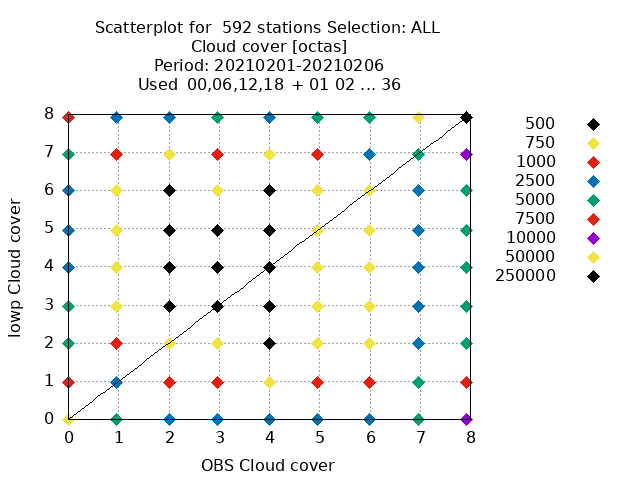 Scatterplot for  592 stations Selection: ALL
Cloud cover [octas]
Period: 20210201-20210206
Used  00,06,12,18 + 01 02 ... 36
8
7
6
5
4
3
2
1
0
0 1 2 3 4 5 6 7 8
Iowp Cloud cover
OBS Cloud cover
500
750
1000
2500
5000
7500
10000
50000
250000